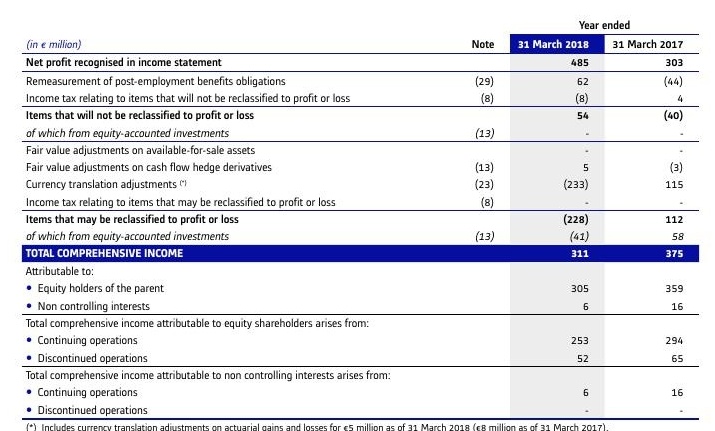 Year ended
(in € million) Note 31 March 2018 31 March 2017
Net profit recognised in income statement 485 303
Remeasurement of post-employment benefits obligations (29) 62 (44)
Income tax relating to items that will not be reclassified to profit or loss (8) (8) 4
Items that will not be reclassified to profit or loss 54 (40)
of which from equity-accounted investments (13) - -
Fair value adjustments on available-for-sale assets - -
Fair value adjustments on cash flow hedge derivatives (13) 5 (3)
Currency translation adjustments (*) (23) (233) 115
Income tax relating to items that may be reclassified to profit or loss (8) - -
Items that may be reclassified to profit or loss (228) 112
of which from equity-accounted investments (13) (41) 58
TOTAL COMPREHENSIVE INCOME 311 375
Attributable to:
• Equity holders of the parent 305 359
• Non controlling interests 6 16
Total comprehensive income attributable to equity shareholders arises from:
• Continuing operations 253 294
• Discontinued operations 52 65
Total comprehensive income attributable to non controlling interests arises from:
• Continuing operations 6 16
• Discontinued operations - -
(*) Includes currency translation adjustments on actuarial gains and losses for €5 million as of 31 March 2018 (€8 million as of 31 March 2017).